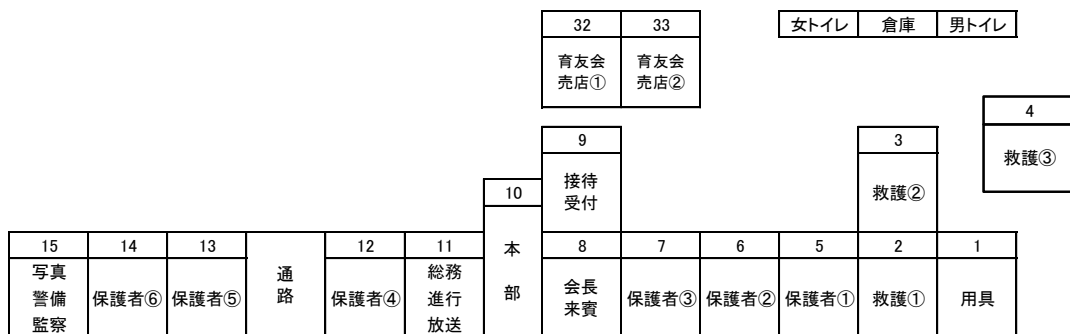 32 33 女トイレ 倉庫 男トイレ
育友会 育友会
売店① 売店②
4
9 3 救護③
接待
受付
救護②
10
15 14 13 通 12 11 本 8 7 6 5 2 1
写真 路 総務 部 会長
警備 保護者⑥ 保護者⑤ 保護者④ 進行 来賓 保護者③ 保護者② 保護者① 救護① 用具
監察 放送